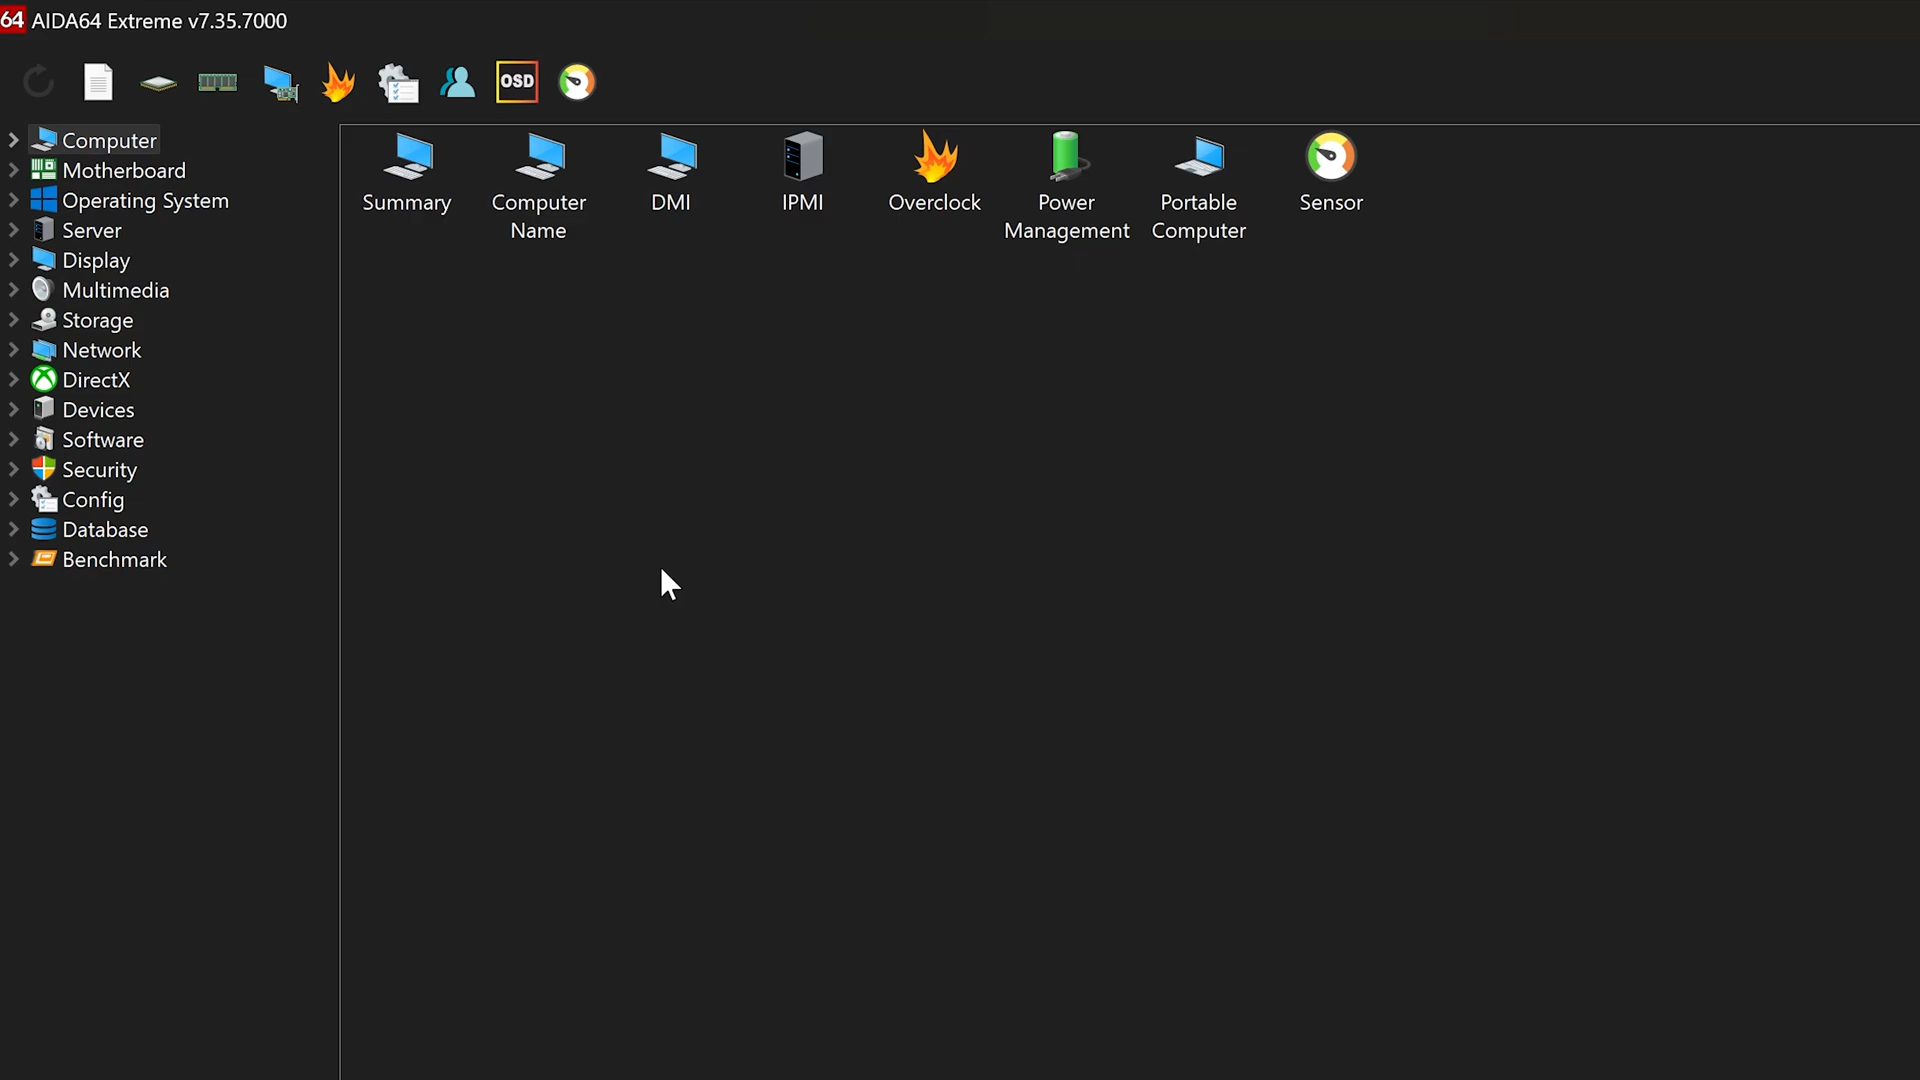 64 AIDA64 Extreme v7.35.7000
OSD
Computer
Motherboard
Operating System
Server
Display
Multimedia
Storage
Network
DirectX
Devices
Software
Security
Config
Database
Benchmark
Summary
Computer
Name
DMI
IPMI
Overclock
Power
Management
Portable
Computer
Sensor